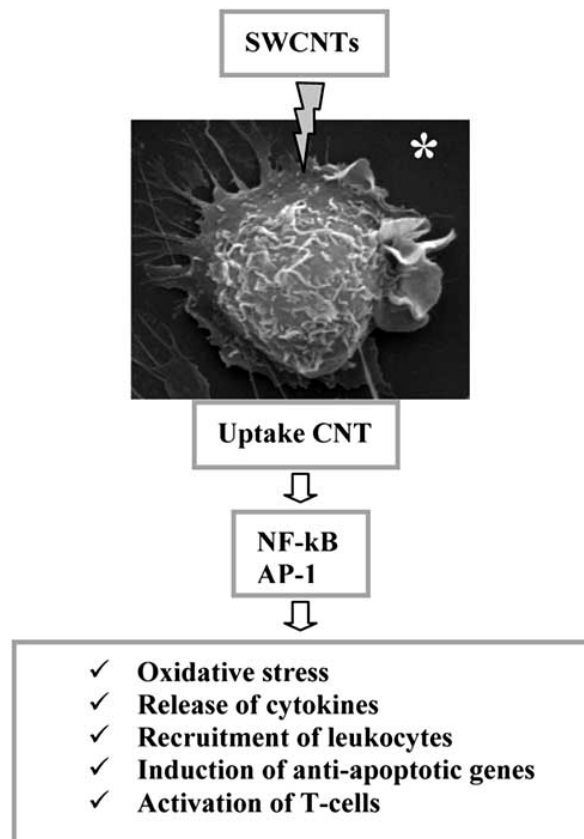 SWCNTs
*
Uptake CNT
NF-kB
AP-1
✓ Oxidative stress
✓ Release of cytokines
✓ Recruitment of leukocytes
✓ Induction of anti-apoptotic genes
✓ Activation of T-cells